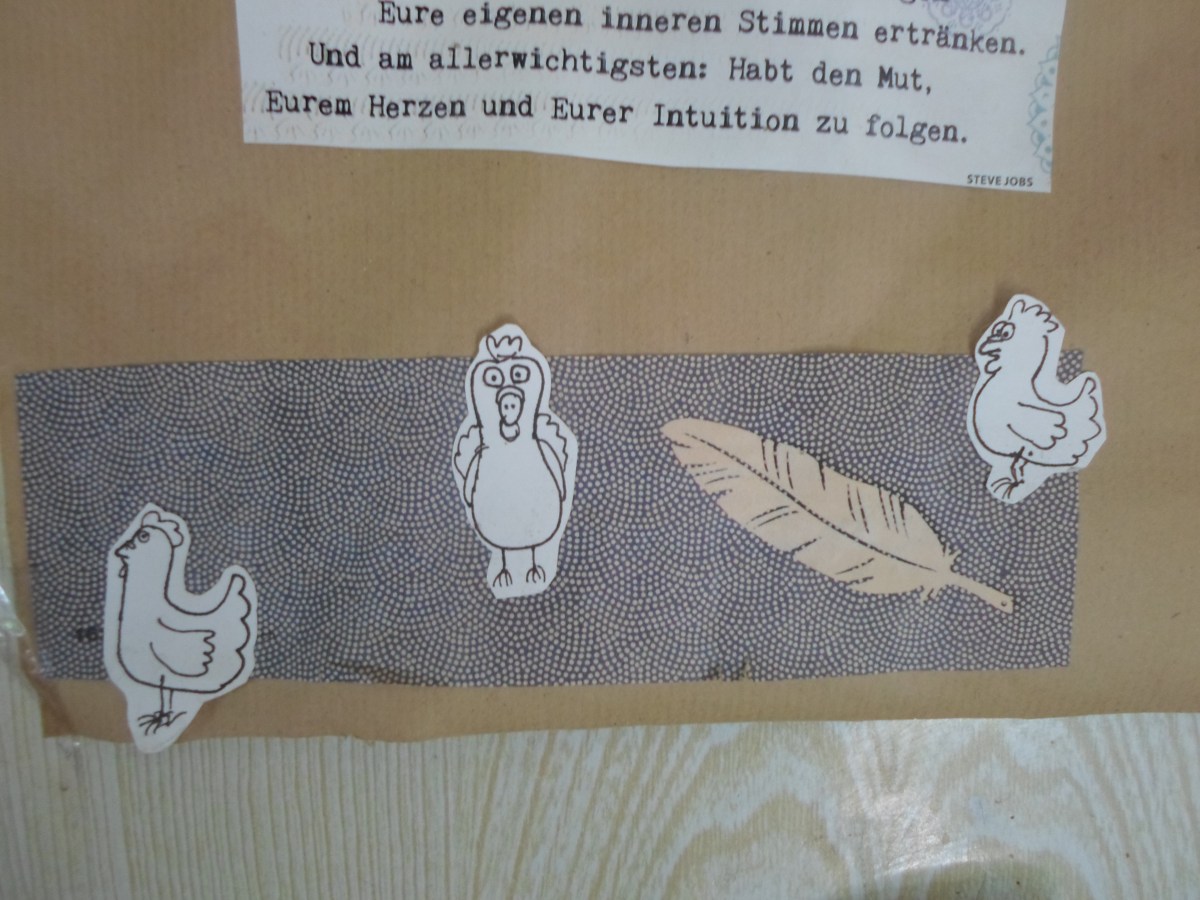 Eure eigenen inneren Stimmen ertränken.
Und am allerwichtigsten: Habt den Mut,
Eurem Herzen und Eurer Intuition zu folgen.
STEVE JOBS